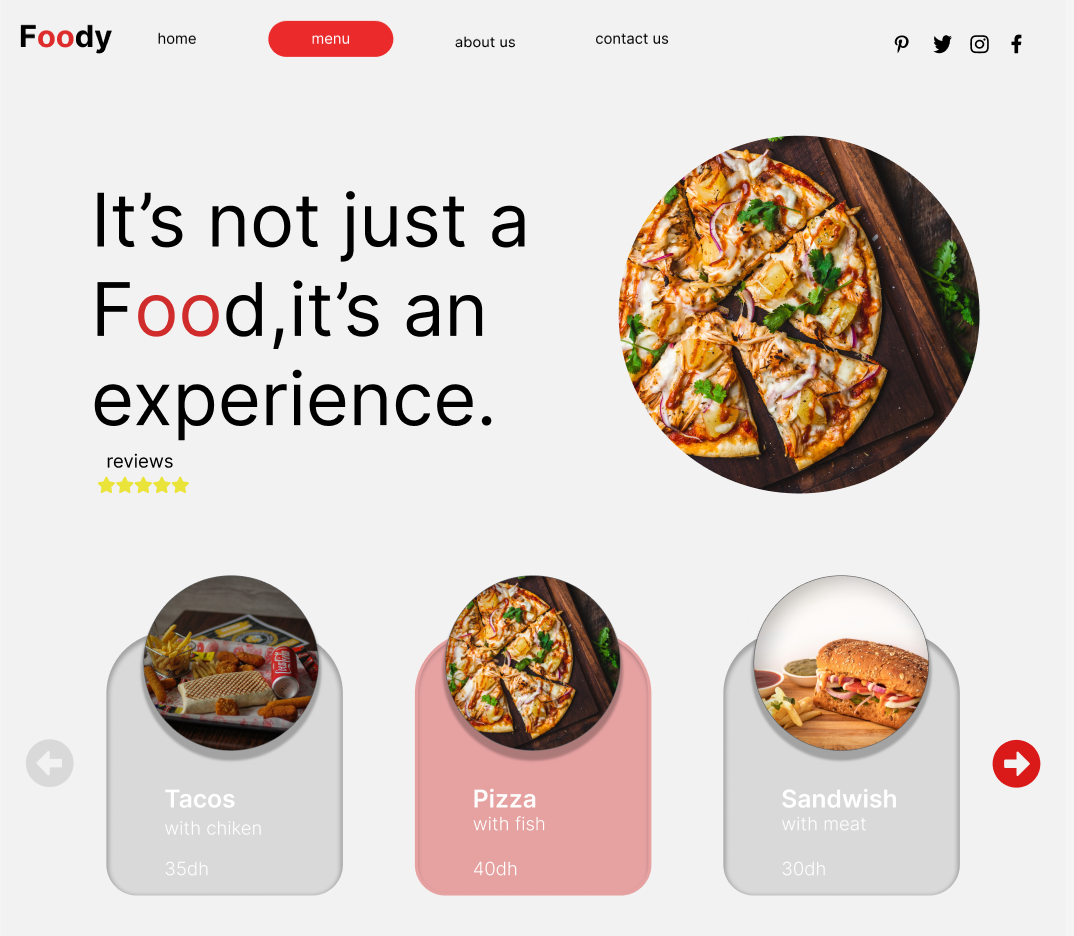 Foody
home
menu
about us
contact us
It’s not just a
Food,it’s an
experience.
reviews
Tacos
with chiken
35dh
Pizza
with fish
40dh
Sandwish
with meat
30dh